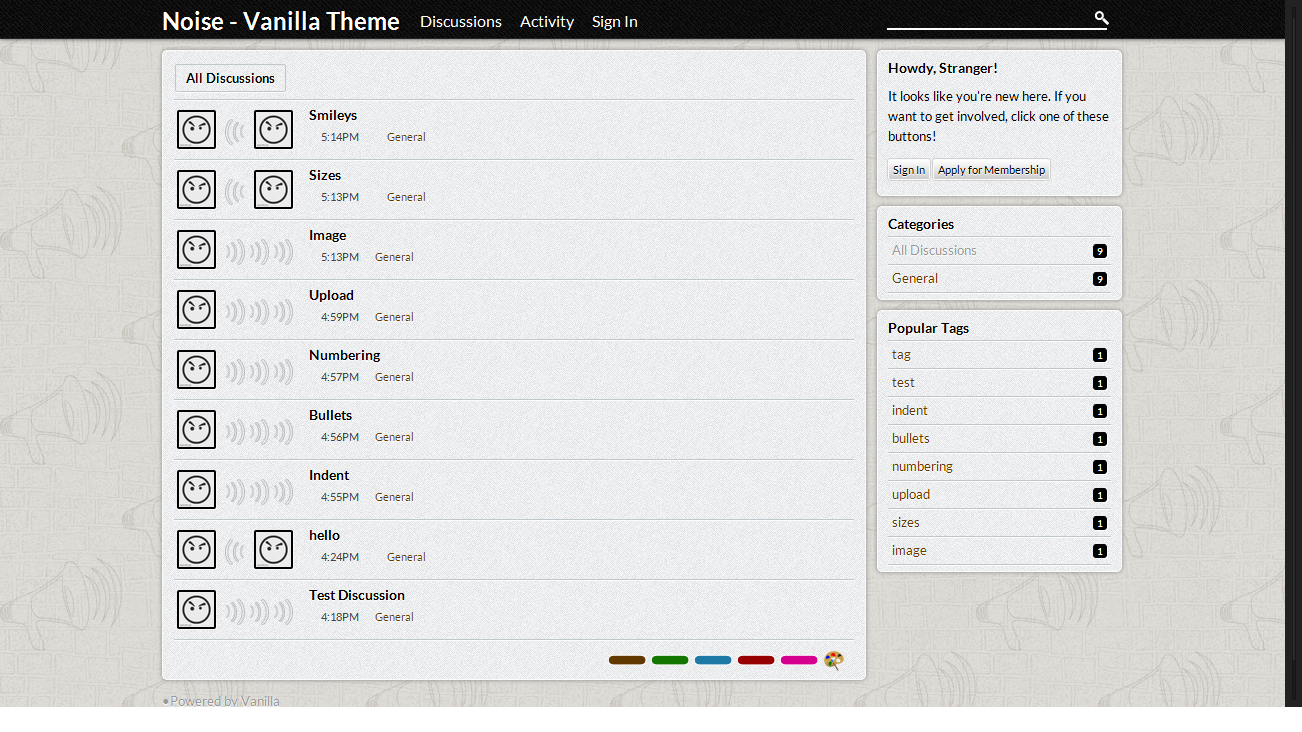 Noise - Vanilla Theme Discussions Activity Sign In
All Discussions
Smileys
5:14PM General
Sizes
5:13PM General
Image
5:13PM General
Upload
4:59PM General
Numbering
4:57PM General
Bullets
4:56PM General
Indent
4:55PM General
hello
4:24PM General
Test Discussion
4:18PM General
Howdy, Stranger!
It looks like you're new here. If you
want to get involved, click one of these
buttons!
Sign In Apply for Membership
Categories
All Discussions 9
General 9
Popular Tags
tag 1
test 1
indent 1
bullets 1
numbering 1
upload 1
sizes 1
image 1
•Powered by Vanilla